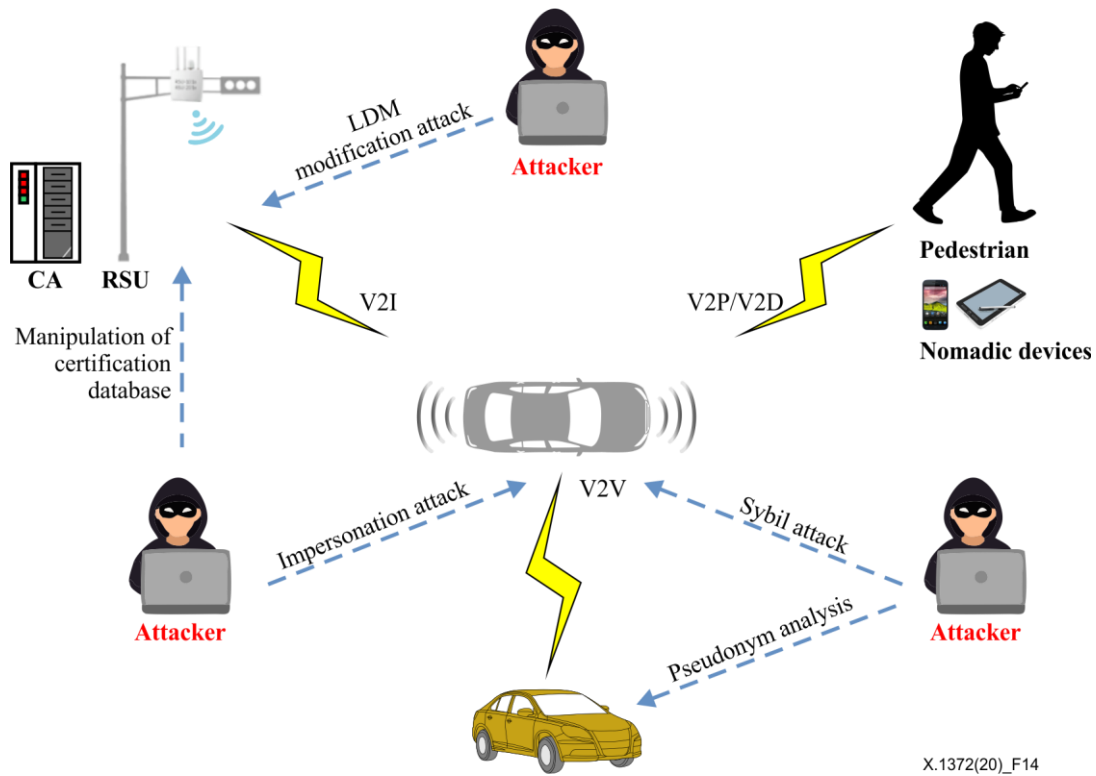 LDM
modification attack
Attacker
CA
RSU
V2I
V2P/V2D
Pedestrian
Nomadic devices
Manipulation of
certification
database
Impersonation attack
V2V
Sybil attack
Attacker
Pseudonym analysis
Attacker
X.1372(20)_F14